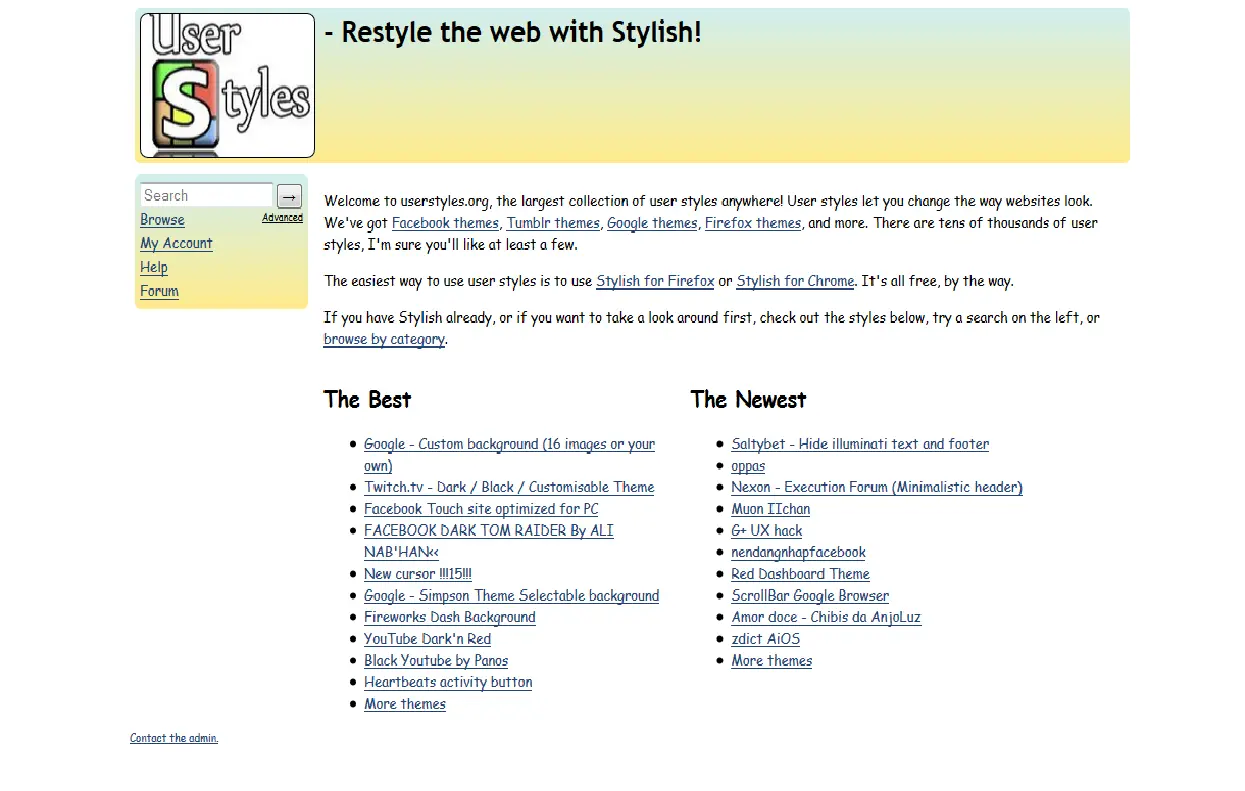 User
Styles
- Restyle the web with Stylish!
Search
→
Browse
Advanced
My Account
Help
Forum
Welcome to userstyles.org, the largest collection of user styles anywhere! User styles let you change the way websites look.
We've got Facebook themes, Tumblr themes, Google themes, Firefox themes, and more. There are tens of thousands of user
styles, I'm sure you'll like at least a few.
The easiest way to use user styles is to use Stylish for Firefox or Stylish for Chrome. It's all free, by the way.
If you have Stylish already, or if you want to take a look around first, check out the styles below, try a search on the left, or
browse by category.
The Best
Google - Custom background (16 images or your
own)
Twitch.tv - Dark / Black / Customisable Theme
Facebook Touch site optimized for PC
FACEBOOK DARK TOM RAIDER By ALI
NAB'HAN<<
New cursor !!!15!!!
Google - Simpson Theme Selectable background
Fireworks Dash Background
YouTube Dark'n Red
Black Youtube by Panos
Heartbeats activity button
More themes
The Newest
Saltybet - Hide illuminati text and footer
oppas
Nexon - Execution Forum (Minimalistic header)
Muon IIchan
G+ UX hack
nendangnhapfacebook
Red Dashboard Theme
ScrollBar Google Browser
Amor doce - Chibis da AnjoLuz
zdict AiOS
More themes
Contact the admin.